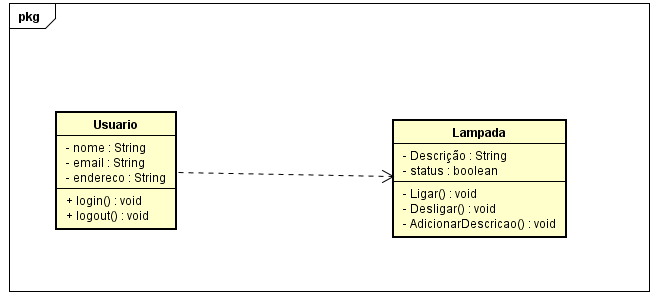 pkg
Usuario
- nome : String
- email : String
- endereco : String
+ login() : void
+ logout() : void
Lampada
- Descrição : String
- status : boolean
- Ligar() : void
- Desligar() : void
- AdicionarDescricao() : void